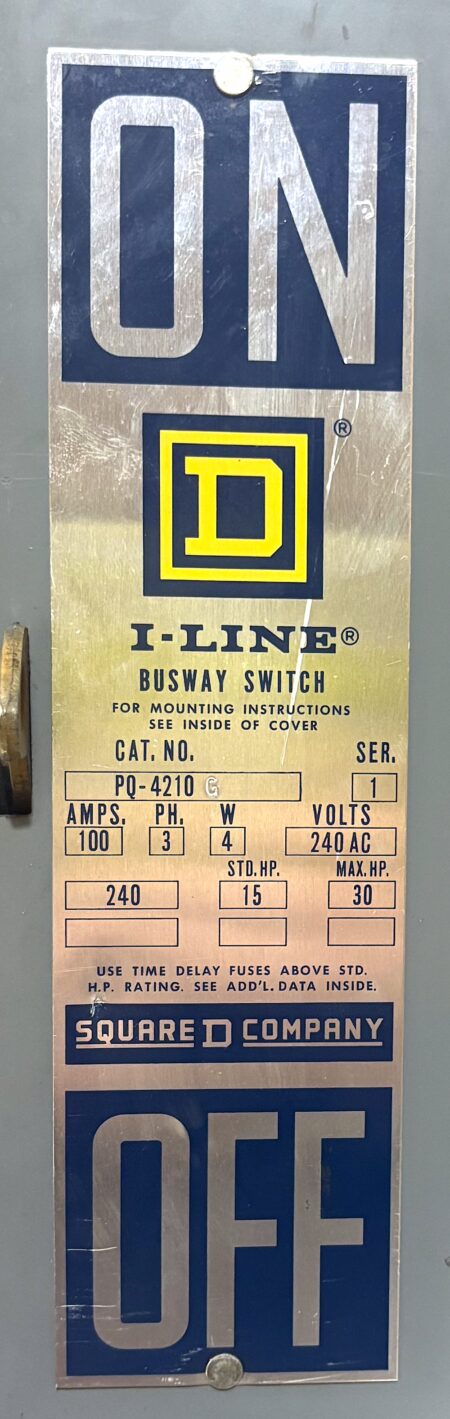 ON
D®
I-LINE®
BUSWAY SWITCH
FOR MOUNTING INSTRUCTIONS
SEE INSIDE OF COVER
CAT. NO. SER.
PQ-4210 G 1
AMPS. PH. W VOLTS
100 3 4 240 AC
STD. HP. MAX. HP.
240 15 30
USE TIME DELAY FUSES ABOVE STD.
H.P. RATING. SEE ADD'L. DATA INSIDE.
SQUARE D COMPANY
OFF